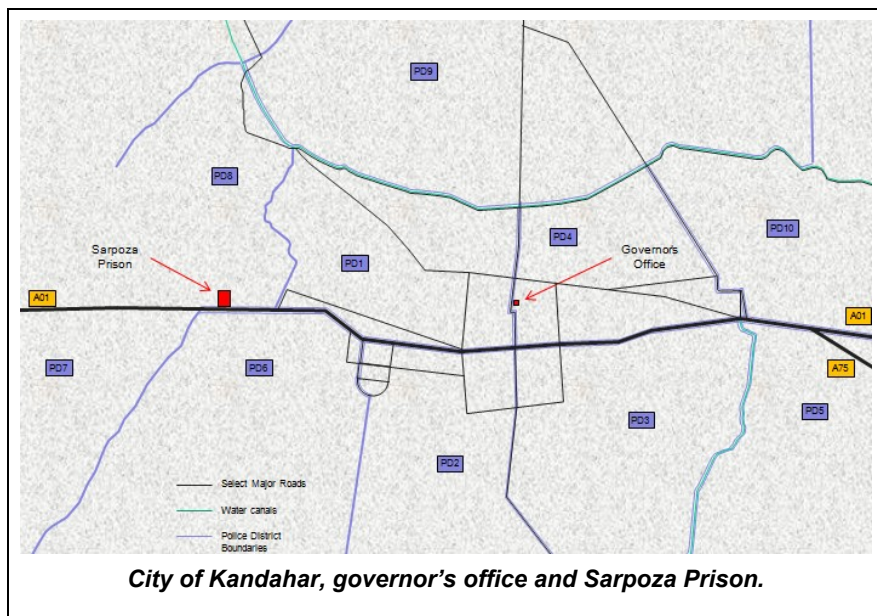 PD9
PD8
PD4
PD10
Sarpoza
Prison
PD1
Governor's
Office
A01
A01
PD7
PD6
A75
PD3
PD5
PD2
Select Major Roads
Water canals
Police District
Boundaries
City of Kandahar, governor's office and Sarpoza Prison.